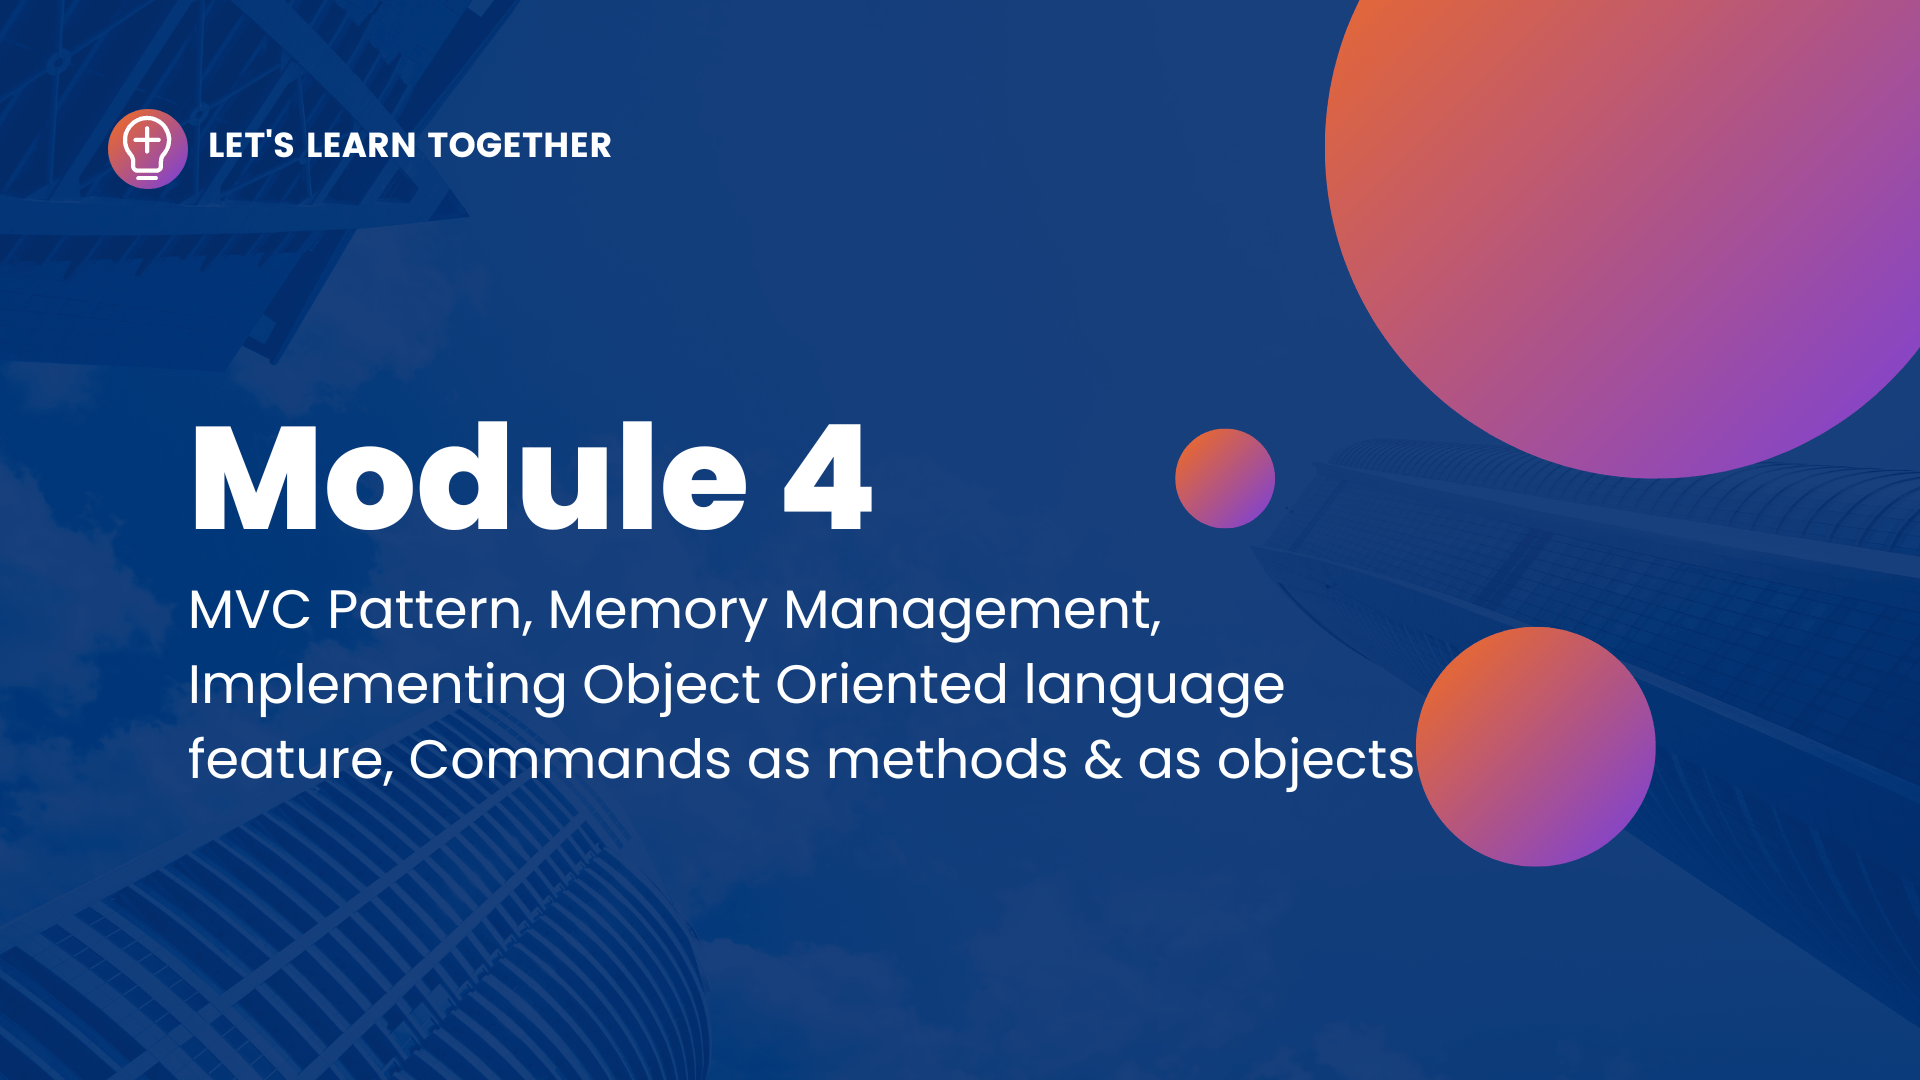 LET'S LEARN TOGETHER
Module 4
MVC Pattern, Memory Management,
Implementing Object Oriented language
feature, Commands as methods & as objects